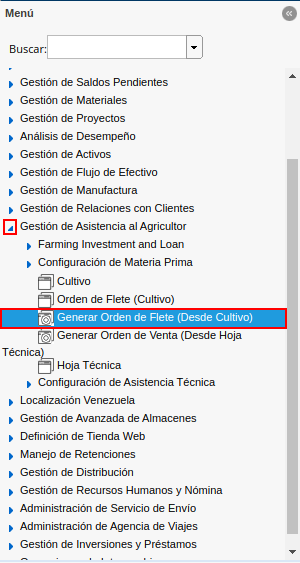 Menú
Buscar:
Gestión de Saldos Pendientes
Gestión de Materiales
Gestión de Proyectos
Análisis de Desempeño
Gestión de Activos
Gestión de Flujo de Efectivo
Gestión de Manufactura
Gestión de Relaciones con Clientes
Gestión de Asistencia al Agricultor
Farming Investment and Loan
Configuración de Materia Prima
Cultivo
Orden de Flete (Cultivo)
Generar Orden de Flete (Desde Cultivo)
Generar Orden de Venta (Desde Hoja
Técnica)
Hoja Técnica
Configuración de Asistencia Técnica
Localización Venezuela
Gestión de Avanzada de Almacenes
Definición de Tienda Web
Manejo de Retenciones
Gestión de Distribución
Gestión de Recursos Humanos y Nómina
Administración de Servicio de Envío
Administración de Agencia de Viajes
Gestión de Inversiones y Préstamos